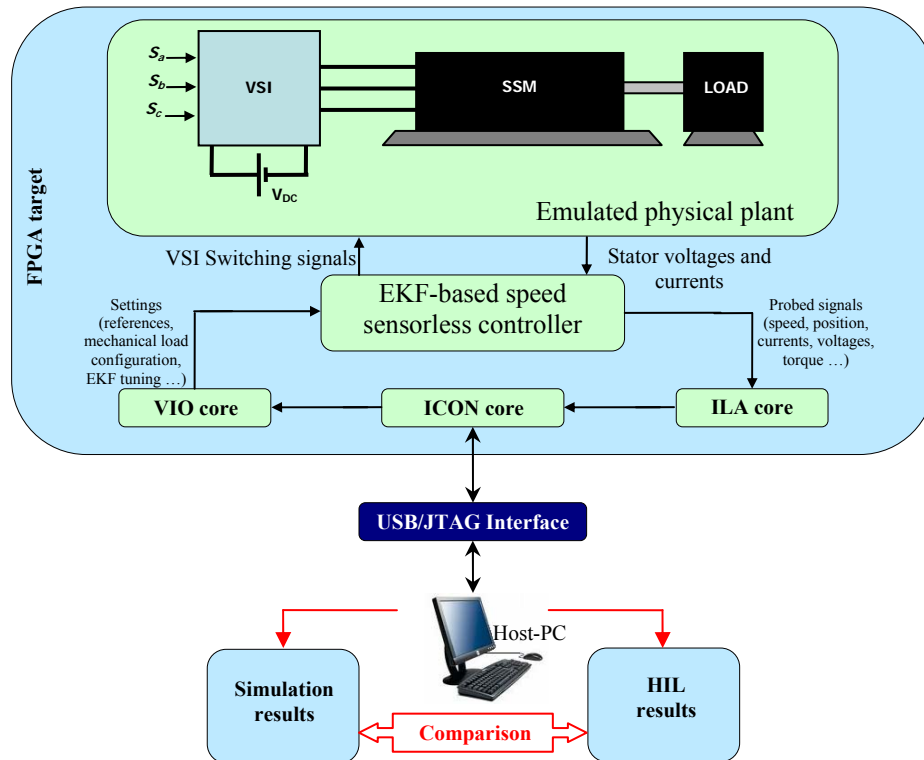 Sa
Sb
Sc
VSI
SSM
LOAD
VDC
Emulated physical plant
FPGA target
VSI Switching signals
Stator voltages and
currents
EKF-based speed
sensorless controller
Settings
(references,
mechanical load
configuration,
EKF tuning …)
Probed signals
(speed, position,
currents, voltages,
torque …)
VIO core
ICON core
ILA core
USB/JTAG Interface
Host-PC
Simulation
results
HIL
results
Comparison